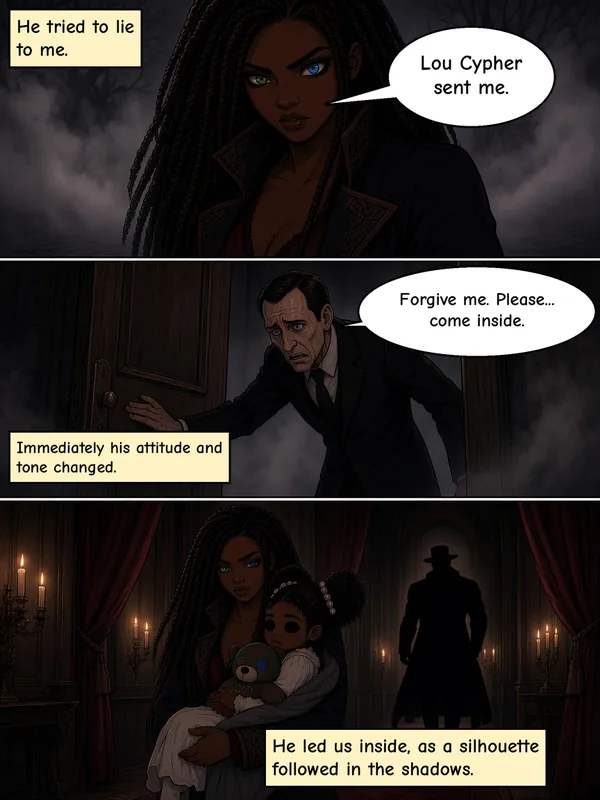 He tried to lie
to me.
Lou Cypher
sent me.
Forgive me. Please...
come inside.
Immediately his attitude and
tone changed.
He led us inside, as a silhouette
followed in the shadows.